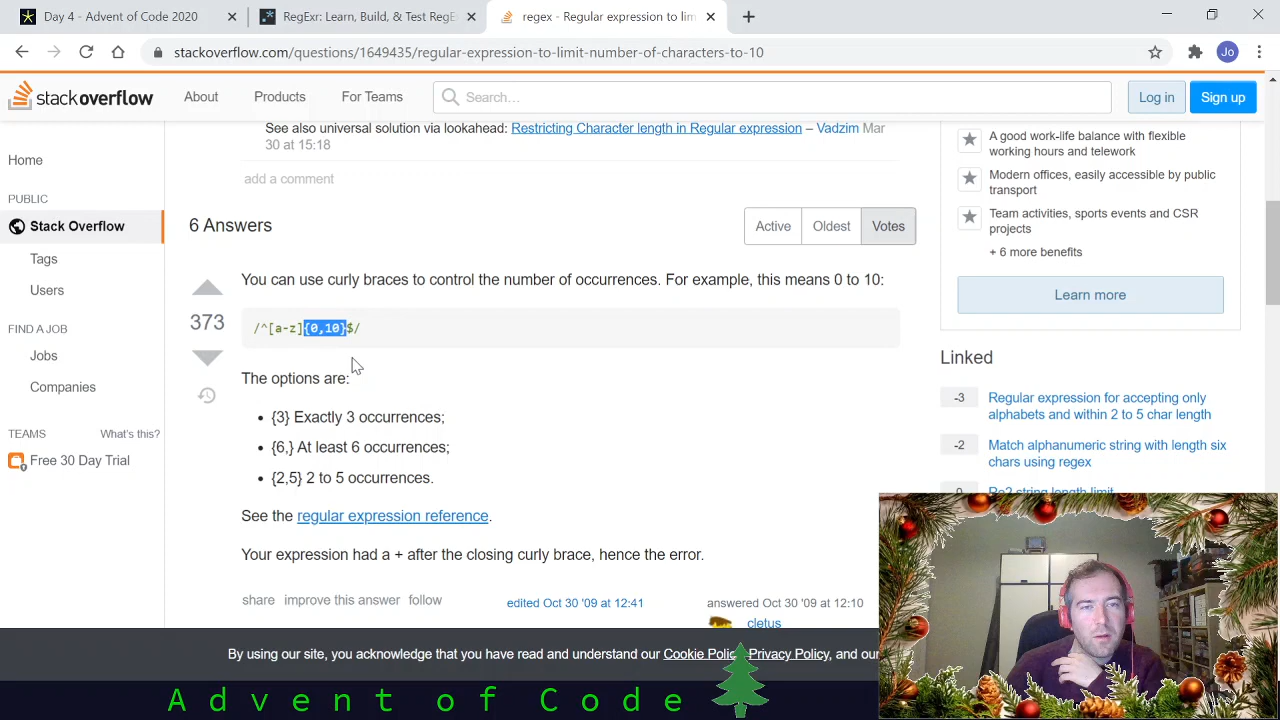 Day 4 - Advent of Code 2020
RegExr: Learn, Build, & Test RegE
regex - Regular expression to lim
stackoverflow.com/questions/1649435/regular-expression-to-limit-number-of-characters-to-10
Jo
stackoverflow
About
Products
For Teams
Search…
Log in
Sign up
Home
PUBLIC
Stack Overflow
Tags
Users
FIND A JOB
Jobs
Companies
TEAMS
What's this?
Free 30 Day Trial
See also universal solution via lookahead: Restricting Character length in Regular expression – Vadzim Mar
30 at 15:18
add a comment
6 Answers
Active
Oldest
Votes
373
You can use curly braces to control the number of occurrences. For example, this means 0 to 10:
/^[a-z]{0,10}$/
The options are:
• {3} Exactly 3 occurrences;
• {6,} At least 6 occurrences;
• {2,5} 2 to 5 occurrences.
See the regular expression reference.
Your expression had a + after the closing curly brace, hence the error.
share improve this answer follow
edited Oct 30 '09 at 12:41
answered Oct 30 '09 at 12:10
cletus
A good work-life balance with flexible
working hours and telework
Modern offices, easily accessible by public
transport
Team activities, sports events and CSR
projects
+ 6 more benefits
Learn more
Linked
-3
Regular expression for accepting only
alphabets and within 2 to 5 char length
-2
Match alphanumeric string with length six
chars using regex
Re2 string length limit
By using our site, you acknowledge that you have read and understand our Cookie Policy, Privacy Policy, and our
Advent of Code